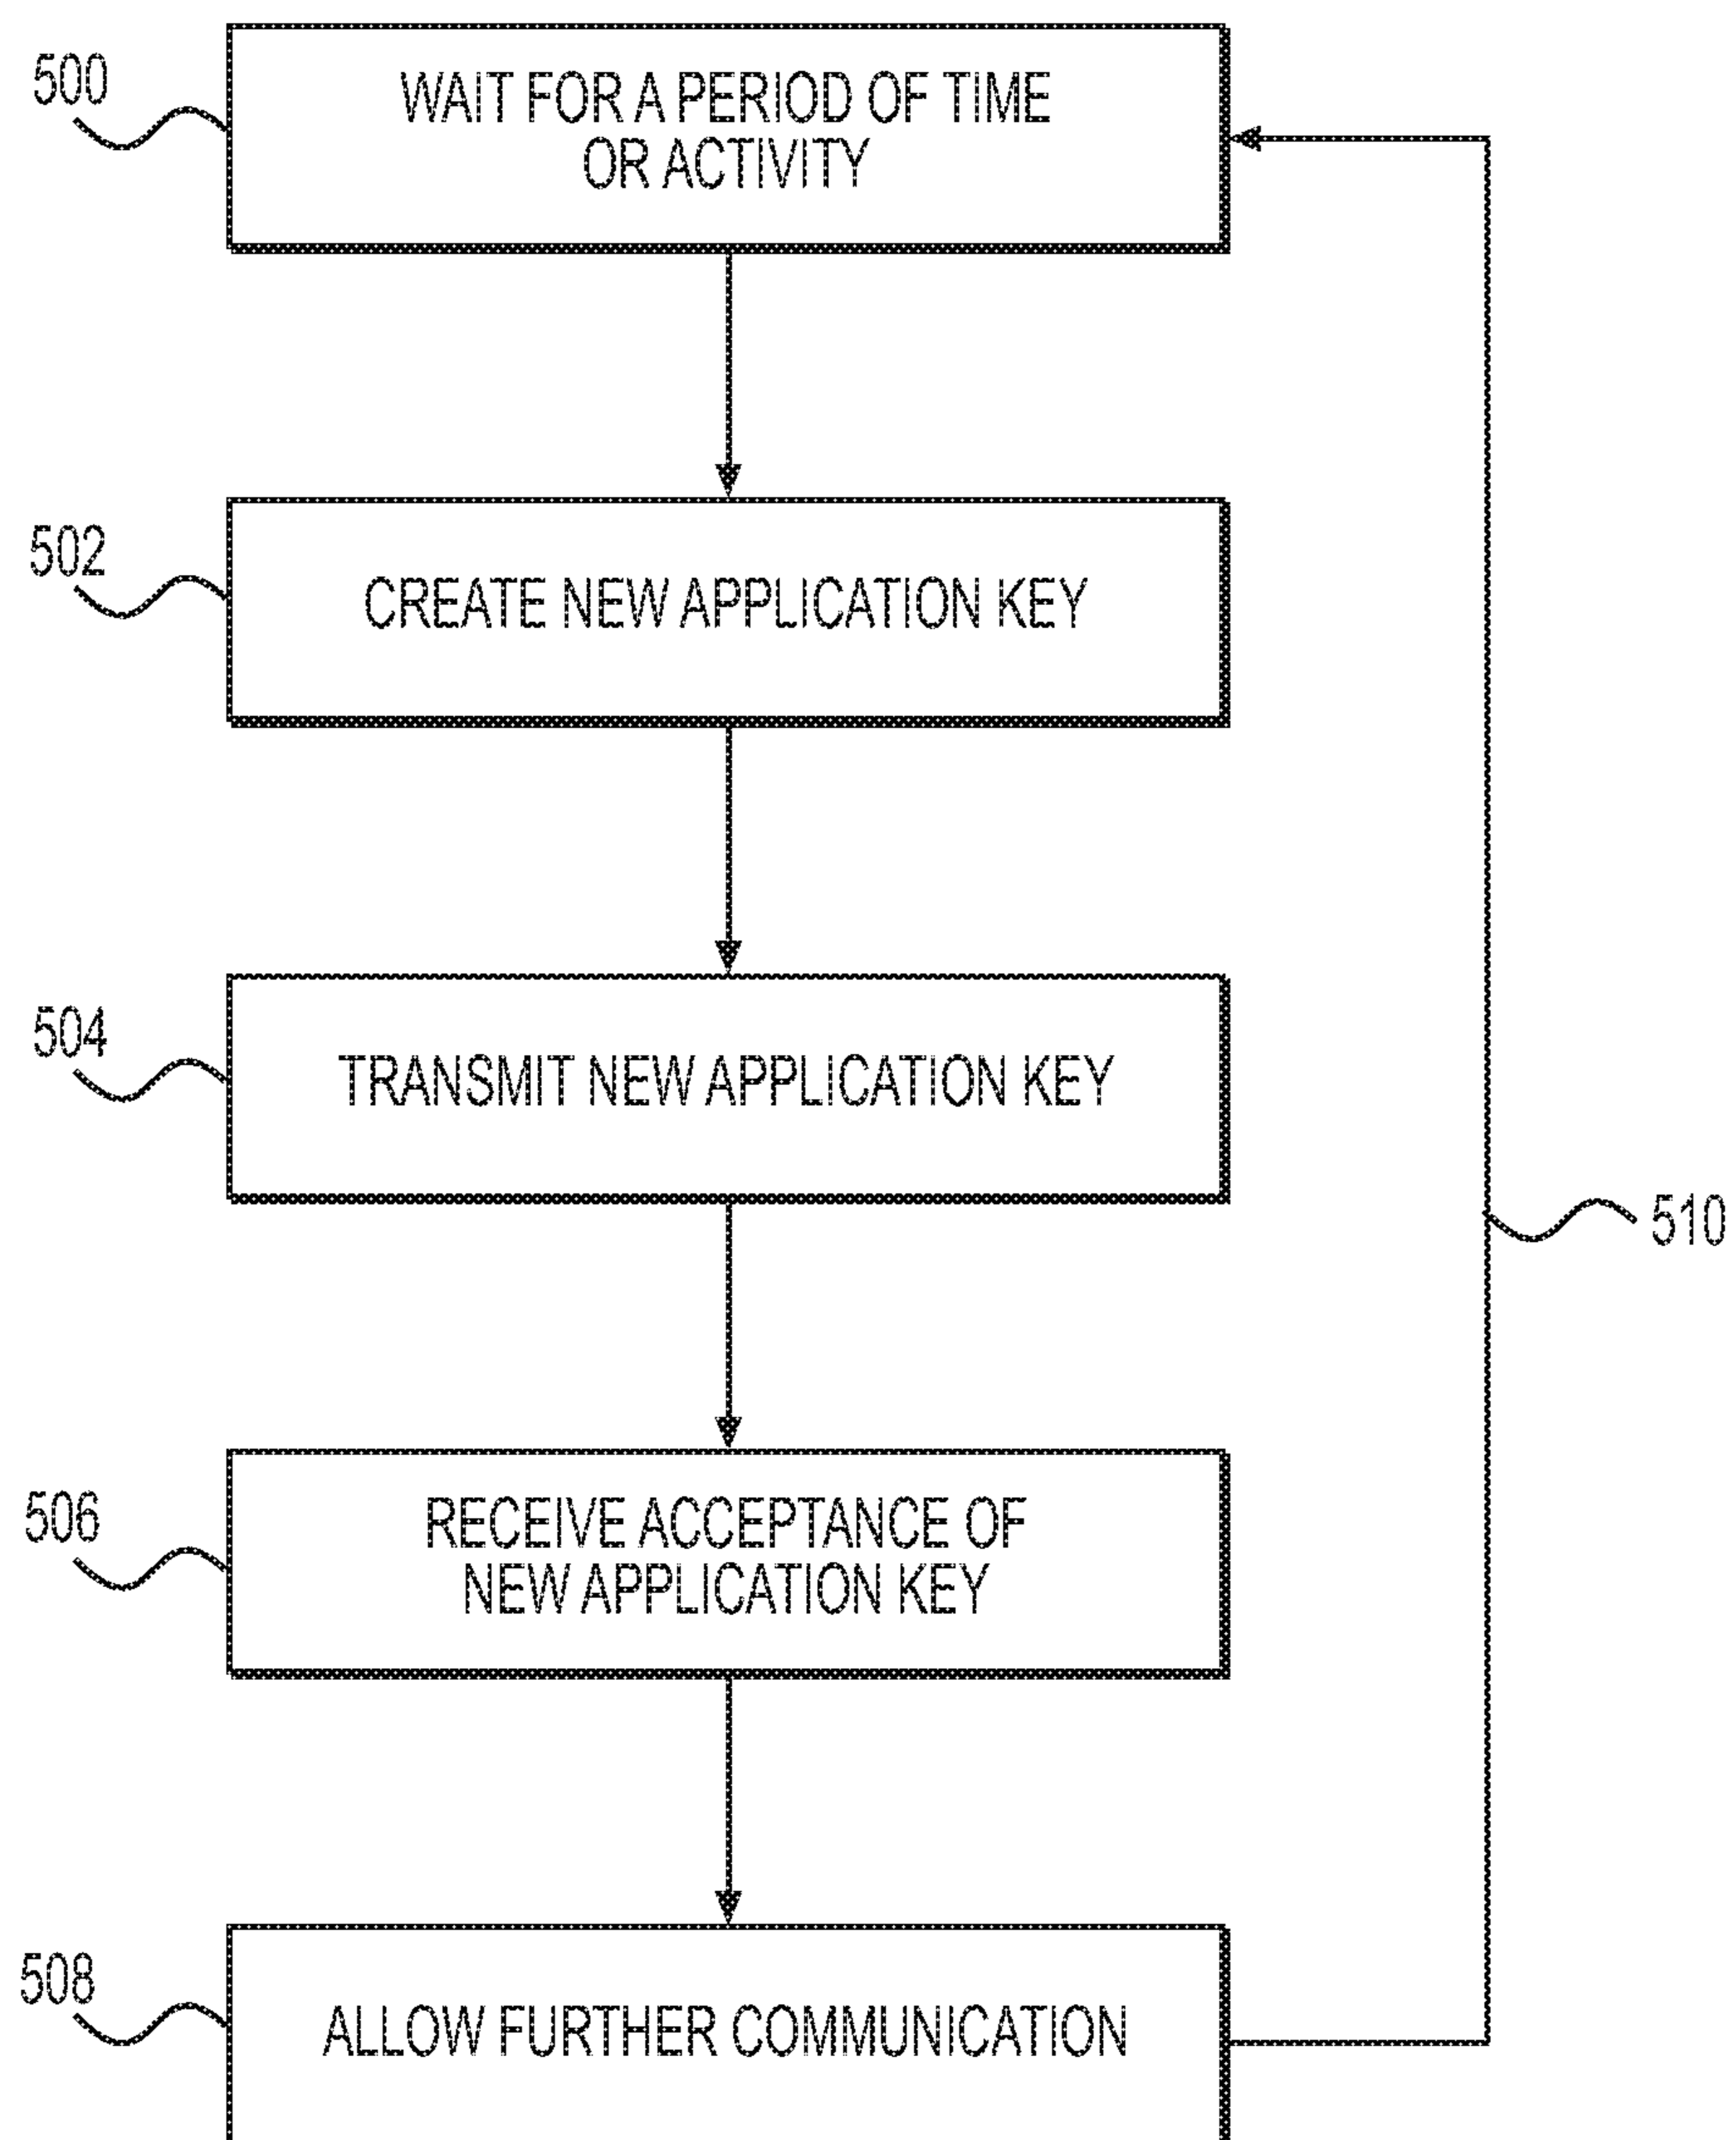 500
WAIT FOR A PERIOD OF TIME
OR ACTIVITY
502
CREATE NEW APPLICATION KEY
504
TRANSMIT NEW APPLICATION KEY
510
506
RECEIVE ACCEPTANCE OF
NEW APPLICATION KEY
508
ALLOW FURTHER COMMUNICATION